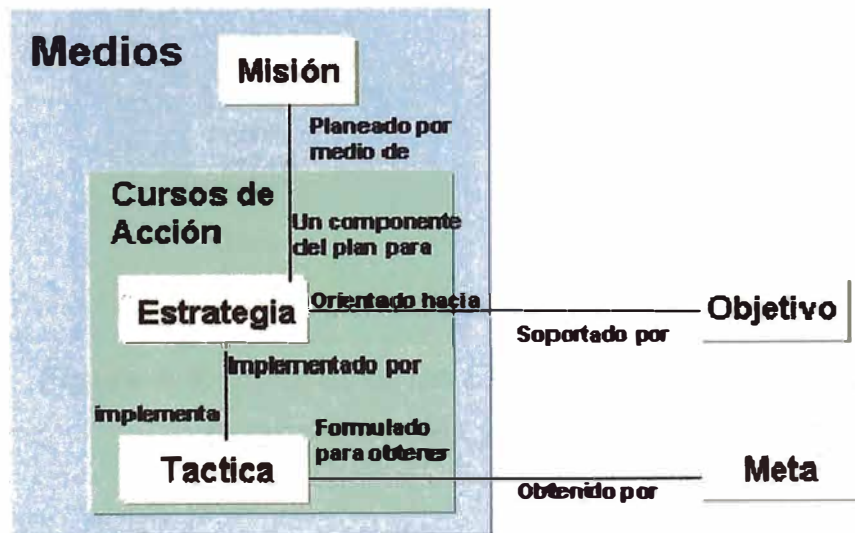 Medios
Misión
Planeado por
medio de
Cursos de
Acción
Un componente
del plan para
Estrategia
Orientado hacia
Soportado por
Objetivo
Implementado por
implementa
Formulado
para obtener
Tactica
Obtenido por
Meta